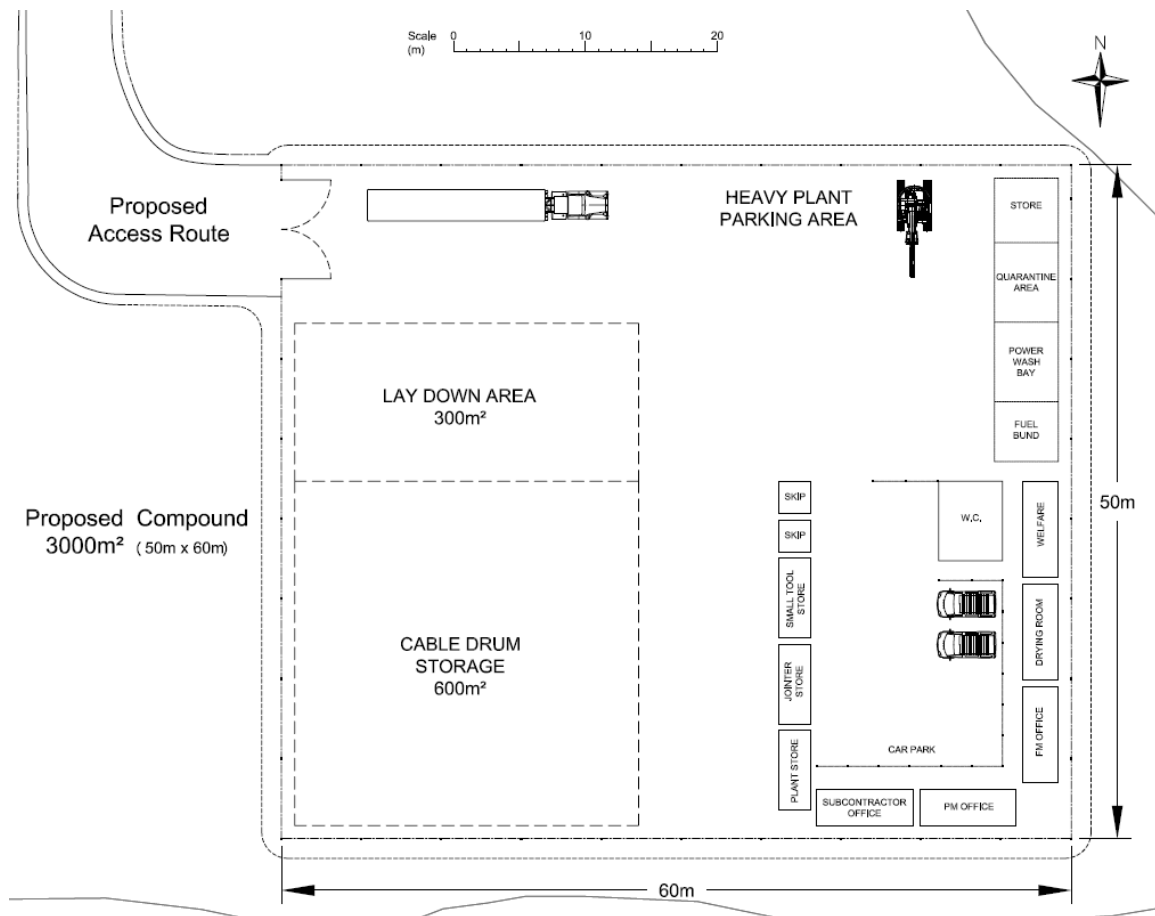 Scale
(m)
0 10 20
N
Proposed
Access Route
HEAVY PLANT
PARKING AREA
STORE
QUARANTINE
AREA
POWER
WASH
BAY
FUEL
BUND
LAY DOWN AREA
300m²
Proposed Compound
3000m² ( 50m x 60m)
CABLE DRUM
STORAGE
600m²
SKIP
SKIP
SMALL TOOL
STORE
JOINTER
STORE
PLANT STORE
W.C.
WELFARE
DRYING ROOM
FM OFFICE
CAR PARK
SUBCONTRACTOR
OFFICE
PM OFFICE
50m
60m